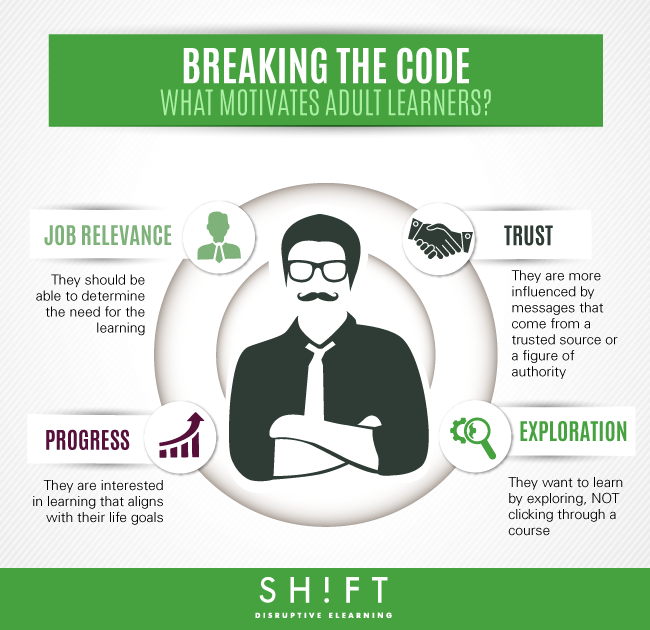 BREAKING THE CODE
WHAT MOTIVATES ADULT LEARNERS?
JOB RELEVANCE
They should be
able to determine
the need for the
learning
TRUST
They are more
influenced by
messages that
come from a
trusted source or
a figure of
authority
PROGRESS
They are interested
in learning that aligns
with their life goals
EXPLORATION
They want to learn
by exploring, NOT
clicking through a
course
SH!FT
DISRUPTIVE ELEARNING